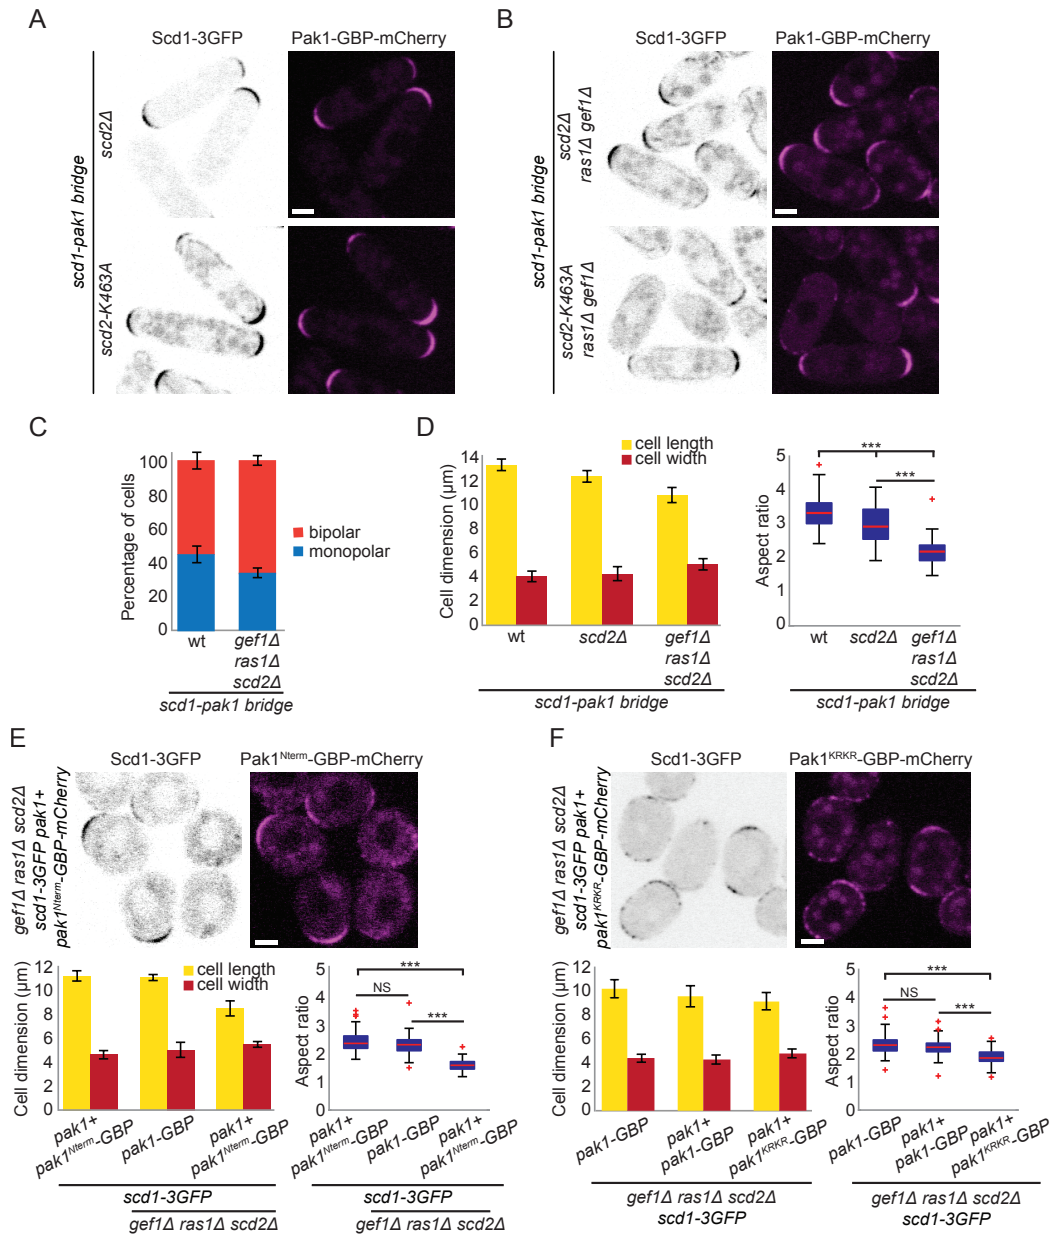 A
Scd1-3GFP
Pak1-GBP-mCherry
scd1-pak1 bridge
scd2Δ
scd2-K463A
B
Scd1-3GFP
Pak1-GBP-mCherry
scd1-pak1 bridge
scd2Δ
ras1Δ gef1Δ
scd2-K463A
ras1Δ gef1Δ
C
Percentage of cells
100
80
60
40
20
0
bipolar
monopolar
wt
gef1Δ
ras1Δ
scd2Δ
scd1-pak1 bridge
D
cell length
cell width
Cell dimension (µm)
14
12
10
8
6
4
2
0
wt
scd2Δ
gef1Δ
ras1Δ
scd2Δ
scd1-pak1 bridge
Aspect ratio
5
4
3
2
1
0
***
***
wt
scd2Δ
gef1Δ
ras1Δ
scd2Δ
scd1-pak1 bridge
E
Scd1-3GFP
Pak1Nterm-GBP-mCherry
gef1Δ ras1Δ scd2Δ
scd1-3GFP pak1+
pak1Nterm-GBP-mCherry
cell length
cell width
Cell dimension (µm)
12
10
8
6
4
2
0
pak1+
pak1Nterm-GBP
pak1-GBP
pak1+
pak1Nterm-GBP
scd1-3GFP
gef1Δ ras1Δ scd2Δ
Aspect ratio
5
4
3
2
1
0
***
NS
***
pak1+
pak1Nterm-GBP
pak1-GBP
pak1+
pak1Nterm-GBP
scd1-3GFP
gef1Δ ras1Δ scd2Δ
F
Scd1-3GFP
Pak1KRKR-GBP-mCherry
gef1Δ ras1Δ scd2Δ
scd1-3GFP pak1+
pak1KRKR-GBP-mCherry
Cell dimension (µm)
12
10
8
6
4
2
0
pak1-GBP
pak1+
pak1-GBP
pak1+
pak1KRKR-GBP
gef1Δ ras1Δ scd2Δ
scd1-3GFP
Aspect ratio
5
4
3
2
1
0
***
NS
***
pak1-GBP
pak1+
pak1-GBP
pak1+
pak1KRKR-GBP
gef1Δ ras1Δ scd2Δ
scd1-3GFP